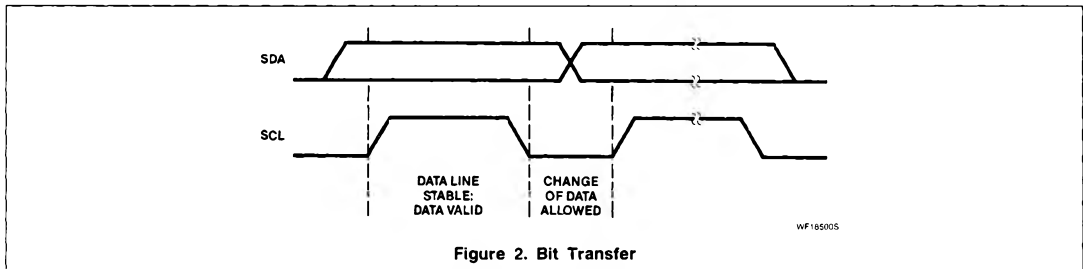 SDA
SCL
DATA LINE
STABLE:
DATA VALID
CHANGE
OF DATA
ALLOWED
WF18500S
Figure 2. Bit Transfer